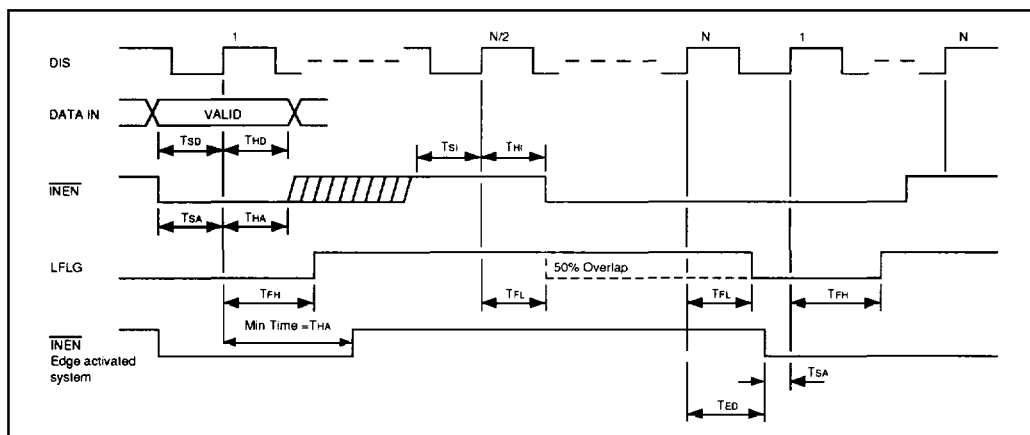 1 N/2 N 1 N
DIS
DATA IN VALID
TSD THD TSI THI
INEN
TSA THA
LFLG 50% Overlap
TFH TFL TFL TFH
Min Time =THA
INEN
Edge activated
system
TSA
TED